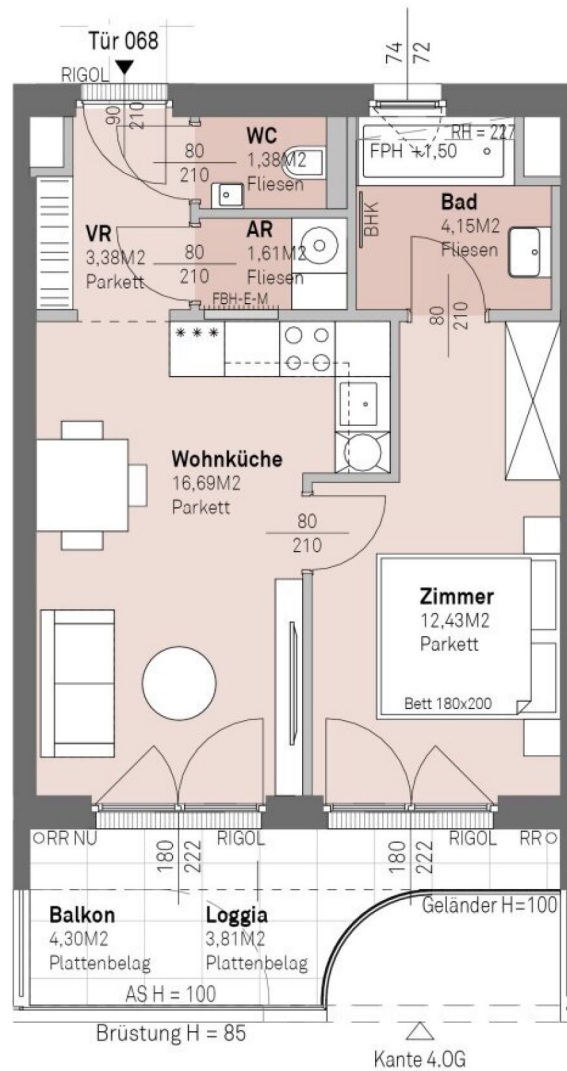 Tür 068
RIGOL
90
210
74
72
WC
1,38M2
Fliesen
80
210
RH = 227
FPH +1,50
VR
3,38M2
Parkett
AR
1,61M2
Fliesen
80
210
FBH-E-M
BHK
Bad
4,15M2
Fliesen
80
210
***
Wohnküche
16,69M2
Parkett
80
210
Zimmer
12,43M2
Parkett
Bett 180x200
RR NU
180
222
RIGOL
180
222
RIGOL
RR
Balkon
4,30M2
Plattenbelag
Loggia
3,81M2
Plattenbelag
Geländer H=100
AS H = 100
Brüstung H = 85
Kante 4.OG